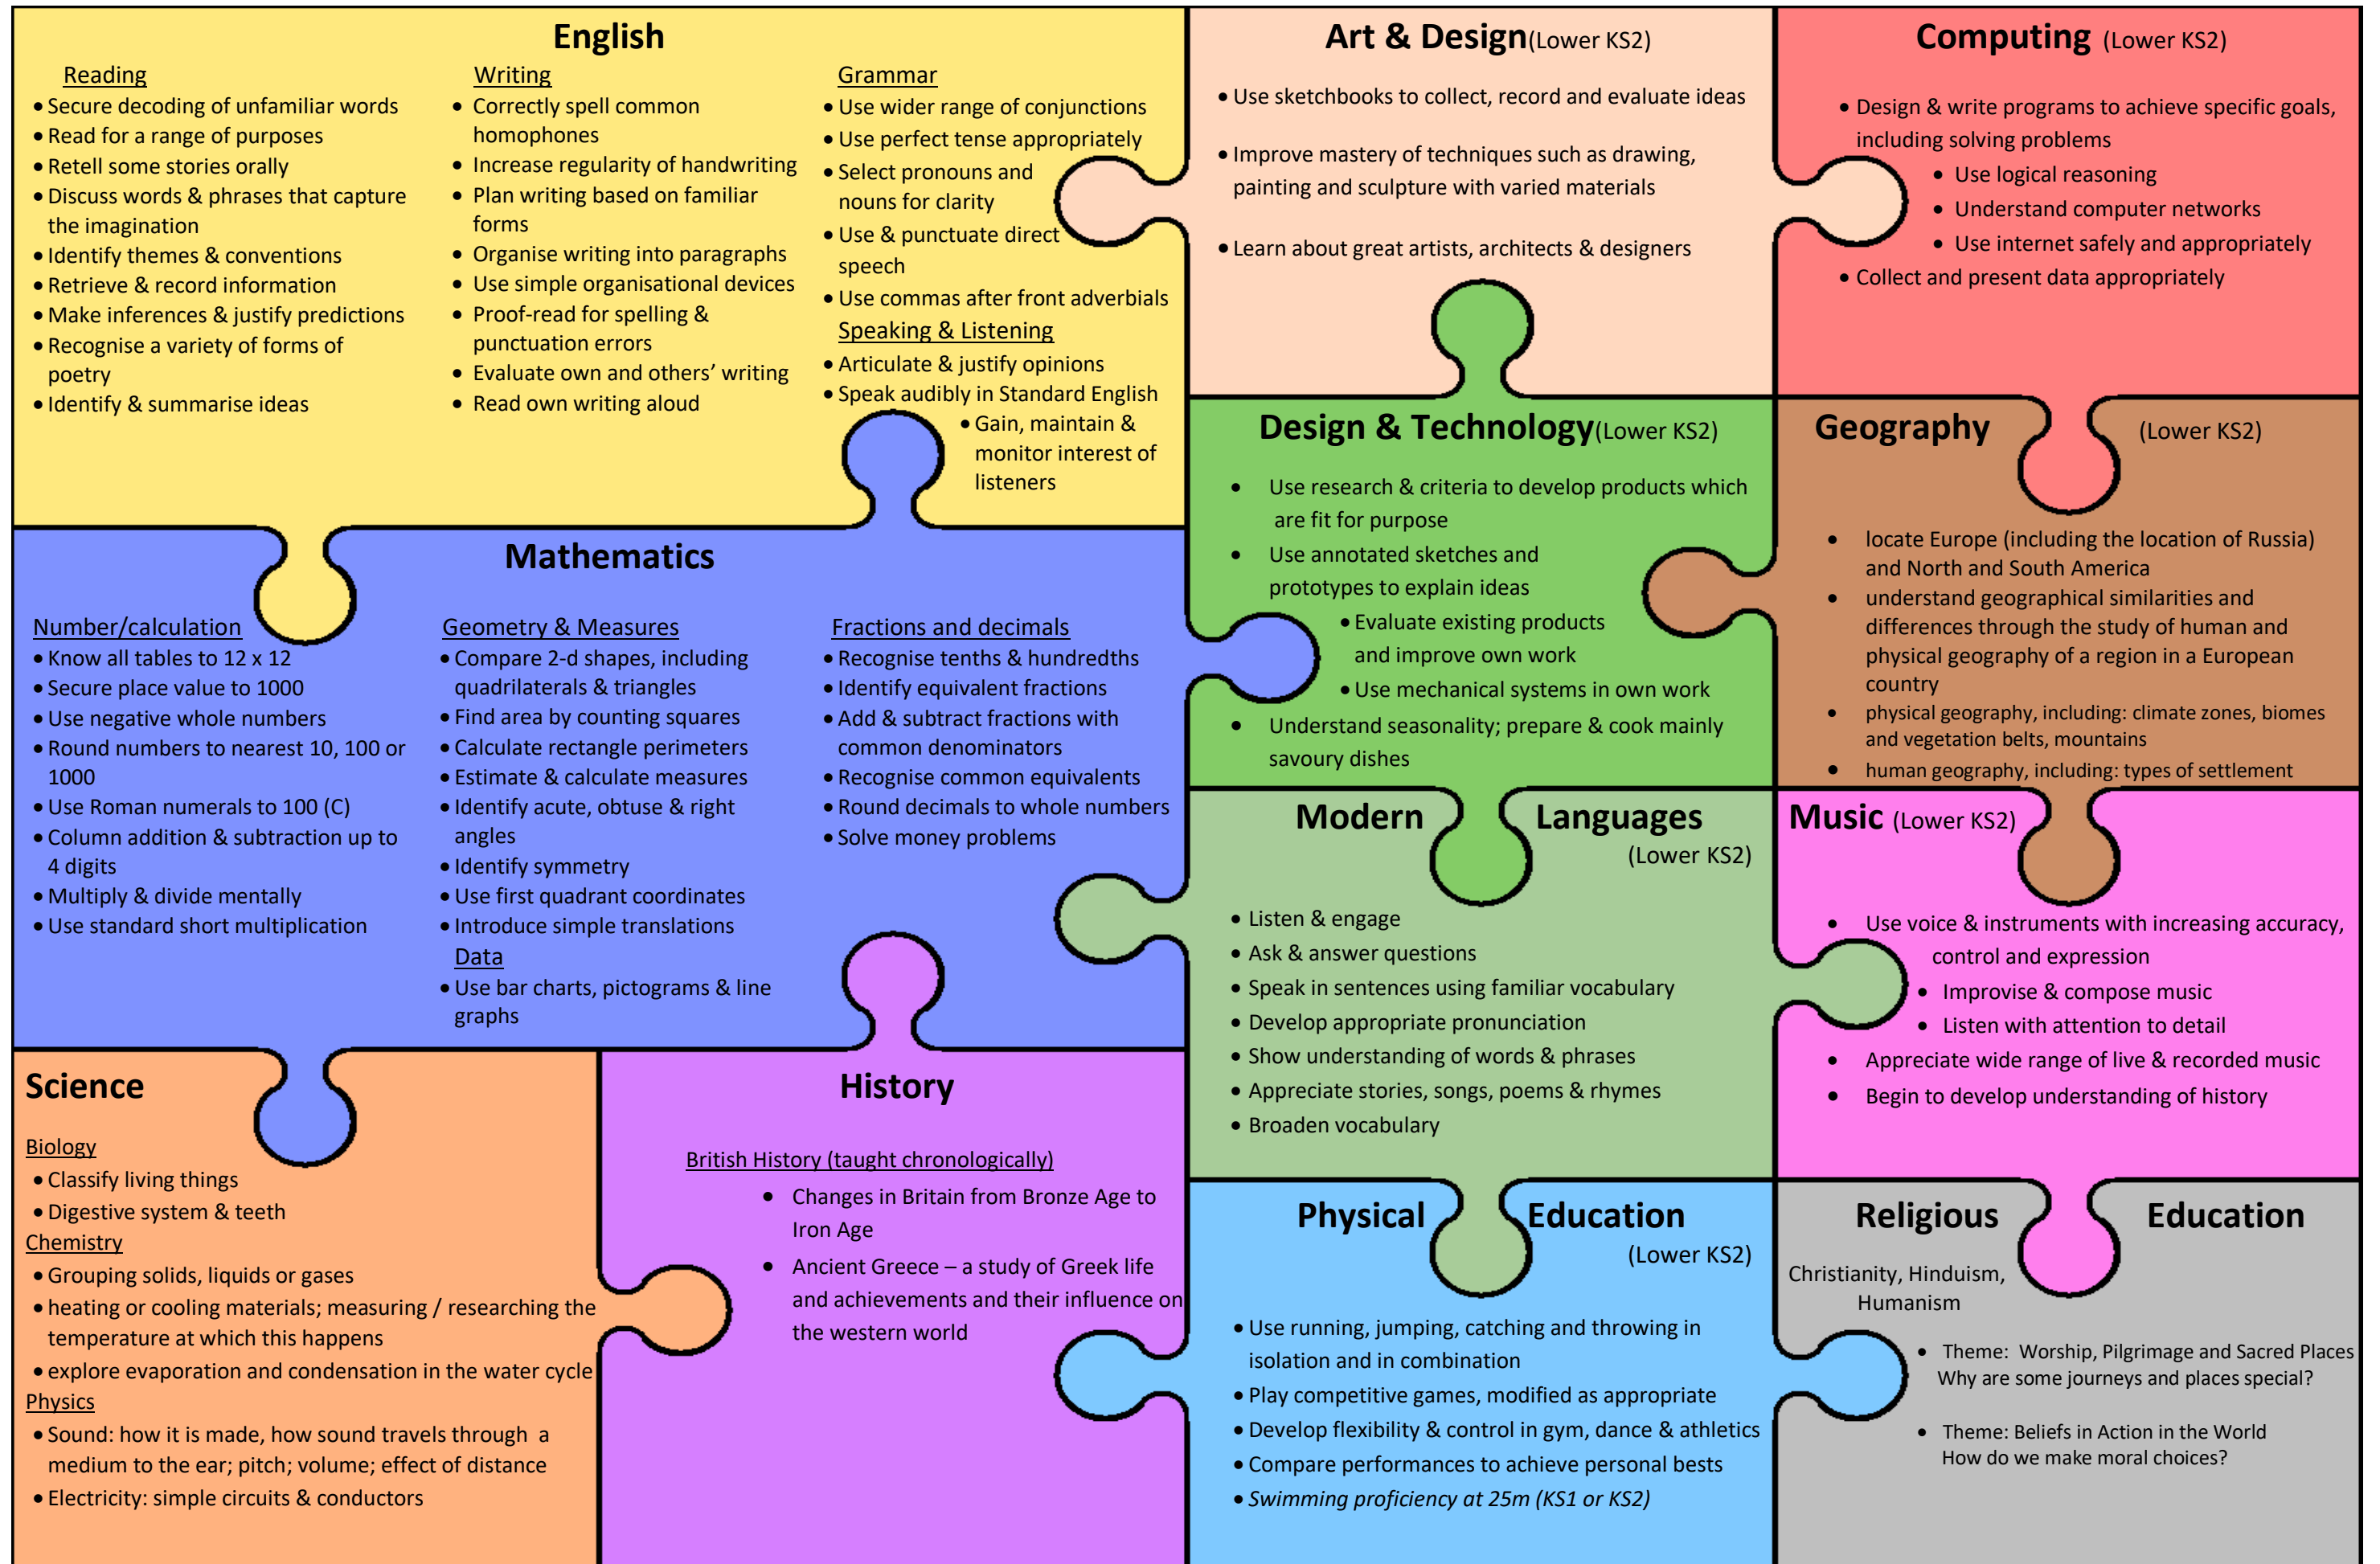 English
Reading
• Secure decoding of unfamiliar words
• Read for a range of purposes
• Retell some stories orally
• Discuss words & phrases that capture
the imagination
• Identify themes & conventions
• Retrieve & record information
• Make inferences & justify predictions
• Recognise a variety of forms of
poetry
• Identify & summarise ideas
Writing
• Correctly spell common
homophones
• Increase regularity of handwriting
• Plan writing based on familiar
forms
• Organise writing into paragraphs
• Use simple organisational devices
• Proof-read for spelling &
punctuation errors
• Evaluate own and others’ writing
• Read own writing aloud
Grammar
• Use wider range of conjunctions
• Use perfect tense appropriately
• Select pronouns and
nouns for clarity
• Use & punctuate direct
speech
• Use commas after front adverbials
Speaking & Listening
• Articulate & justify opinions
• Speak audibly in Standard English
• Gain, maintain &
monitor interest of
listeners
Art & Design(Lower KS2)
• Use sketchbooks to collect, record and evaluate ideas
• Improve mastery of techniques such as drawing,
painting and sculpture with varied materials
• Learn about great artists, architects & designers
Computing (Lower KS2)
• Design & write programs to achieve specific goals,
including solving problems
• Use logical reasoning
• Understand computer networks
• Use internet safely and appropriately
• Collect and present data appropriately
Design & Technology(Lower KS2)
• Use research & criteria to develop products which
are fit for purpose
• Use annotated sketches and
prototypes to explain ideas
• Evaluate existing products
and improve own work
• Use mechanical systems in own work
• Understand seasonality; prepare & cook mainly
savoury dishes
Geography (Lower KS2)
• locate Europe (including the location of Russia)
and North and South America
• understand geographical similarities and
differences through the study of human and
physical geography of a region in a European
country
• physical geography, including: climate zones, biomes
and vegetation belts, mountains
• human geography, including: types of settlement
Mathematics
Number/calculation
• Know all tables to 12 x 12
• Secure place value to 1000
• Use negative whole numbers
• Round numbers to nearest 10, 100 or
1000
• Use Roman numerals to 100 (C)
• Column addition & subtraction up to
4 digits
• Multiply & divide mentally
• Use standard short multiplication
Geometry & Measures
• Compare 2-d shapes, including
quadrilaterals & triangles
• Find area by counting squares
• Calculate rectangle perimeters
• Estimate & calculate measures
• Identify acute, obtuse & right
angles
• Identify symmetry
• Use first quadrant coordinates
• Introduce simple translations
Data
• Use bar charts, pictograms & line
graphs
Fractions and decimals
• Recognise tenths & hundredths
• Identify equivalent fractions
• Add & subtract fractions with
common denominators
• Recognise common equivalents
• Round decimals to whole numbers
• Solve money problems
Modern Languages
(Lower KS2)
• Listen & engage
• Ask & answer questions
• Speak in sentences using familiar vocabulary
• Develop appropriate pronunciation
• Show understanding of words & phrases
• Appreciate stories, songs, poems & rhymes
• Broaden vocabulary
Music (Lower KS2)
• Use voice & instruments with increasing accuracy,
control and expression
• Improvise & compose music
• Listen with attention to detail
• Appreciate wide range of live & recorded music
• Begin to develop understanding of history
Science
Biology
• Classify living things
• Digestive system & teeth
Chemistry
• Grouping solids, liquids or gases
• heating or cooling materials; measuring / researching the
temperature at which this happens
• explore evaporation and condensation in the water cycle
Physics
• Sound: how it is made, how sound travels through a
medium to the ear; pitch; volume; effect of distance
• Electricity: simple circuits & conductors
History
British History (taught chronologically)
• Changes in Britain from Bronze Age to
Iron Age
• Ancient Greece – a study of Greek life
and achievements and their influence on
the western world
Physical Education
(Lower KS2)
• Use running, jumping, catching and throwing in
isolation and in combination
• Play competitive games, modified as appropriate
• Develop flexibility & control in gym, dance & athletics
• Compare performances to achieve personal bests
• Swimming proficiency at 25m (KS1 or KS2)
Religious Education
Christianity, Hinduism,
Humanism
• Theme: Worship, Pilgrimage and Sacred Places
Why are some journeys and places special?
• Theme: Beliefs in Action in the World
How do we make moral choices?